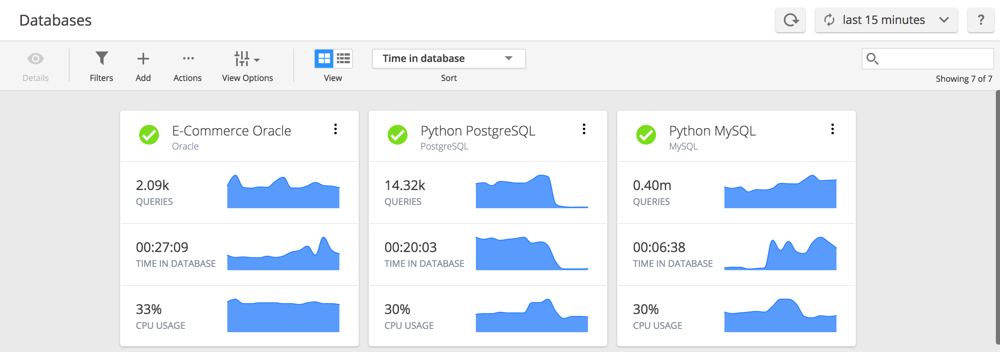 Databases
last 15 minutes
?
Details
Filters
Add
Actions
View Options
View
Time in database
Sort
Showing 7 of 7
E-Commerce Oracle
Oracle
2.09k
QUERIES
00:27:09
TIME IN DATABASE
33%
CPU USAGE
Python PostgreSQL
PostgreSQL
14.32k
QUERIES
00:20:03
TIME IN DATABASE
30%
CPU USAGE
Python MySQL
MySQL
0.40m
QUERIES
00:06:38
TIME IN DATABASE
30%
CPU USAGE